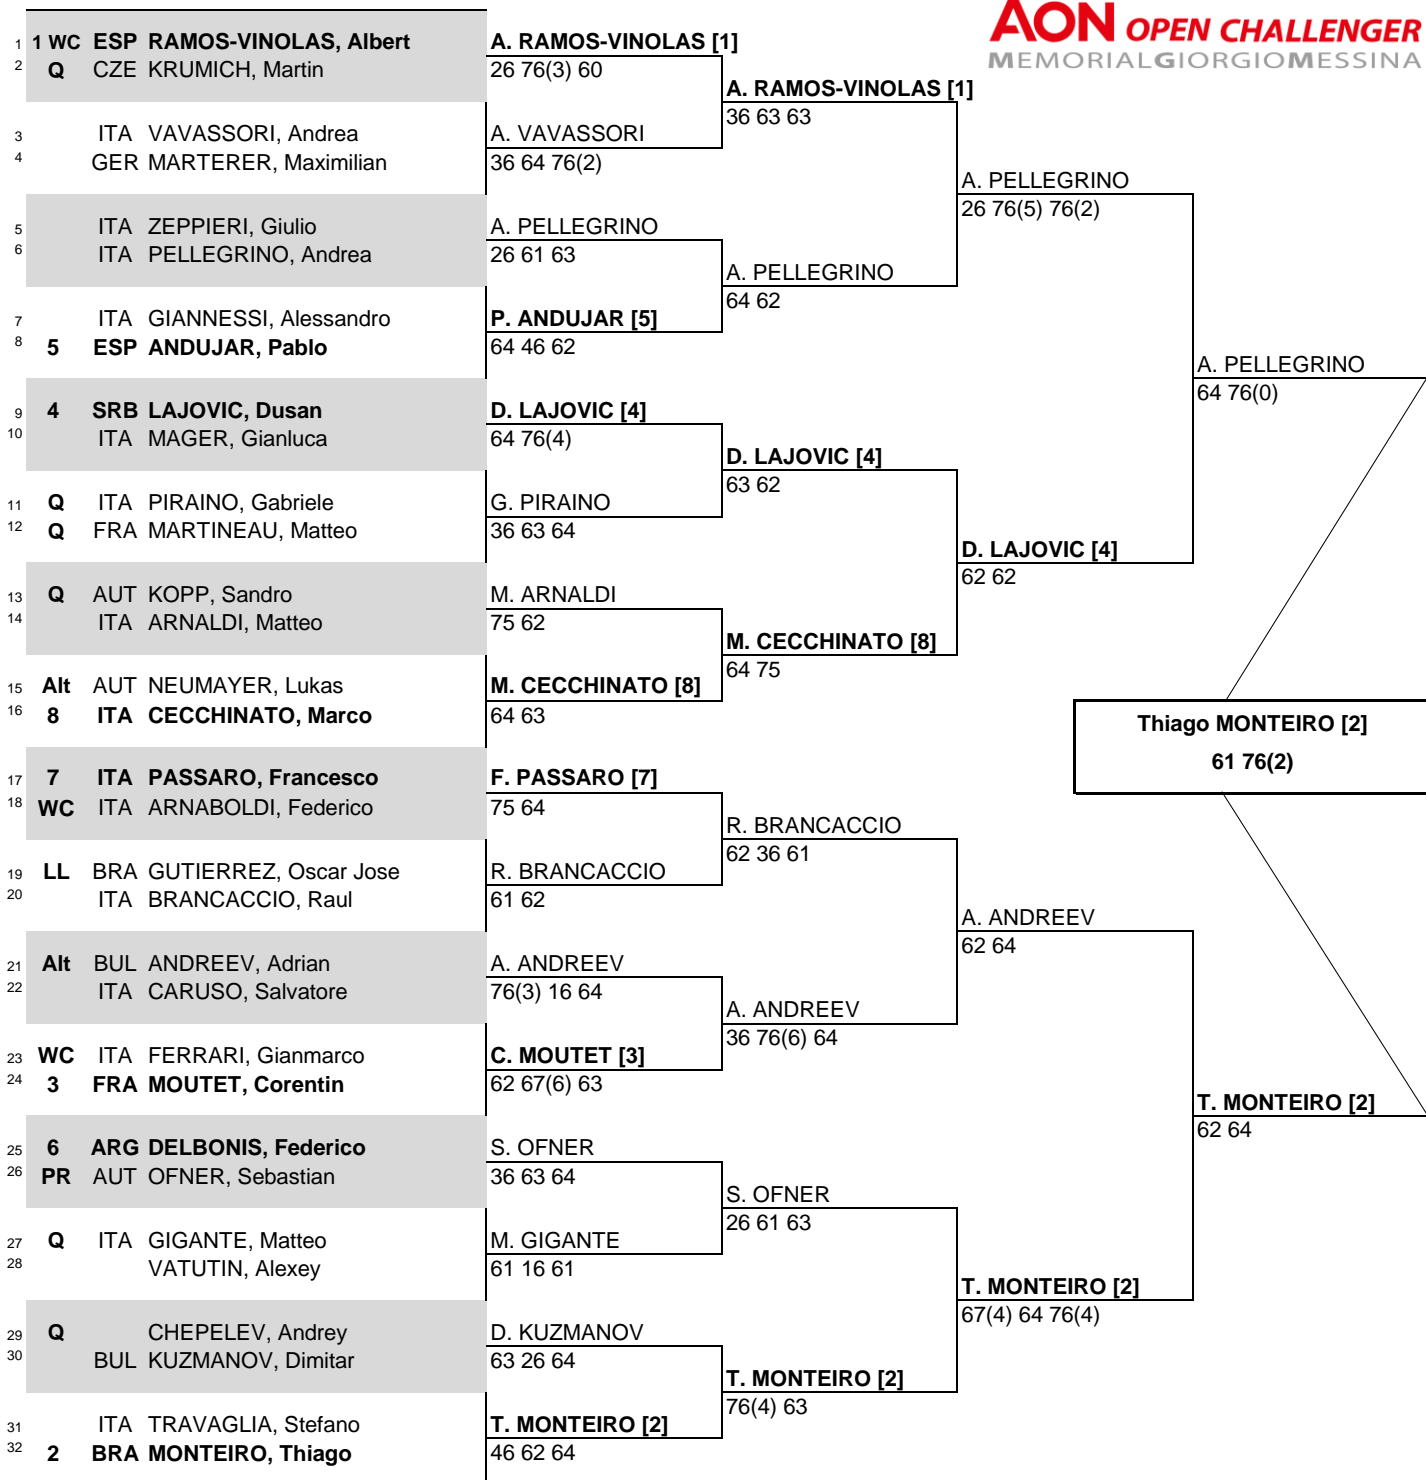 AON OPEN CHALLENGER
MEMORIALGIORGIOMESSINA
1 1 WC ESP RAMOS-VINOLAS, Albert
2 Q CZE KRUMICH, Martin
3 ITA VAVASSORI, Andrea
4 GER MARTERER, Maximilian
5 ITA ZEPPIERI, Giulio
6 ITA PELLEGRINO, Andrea
7 ITA GIANNESSI, Alessandro
8 5 ESP ANDUJAR, Pablo
9 4 SRB LAJOVIC, Dusan
10 ITA MAGER, Gianluca
11 Q ITA PIRAINO, Gabriele
12 Q FRA MARTINEAU, Matteo
13 Q AUT KOPP, Sandro
14 ITA ARNALDI, Matteo
15 Alt AUT NEUMAYER, Lukas
16 8 ITA CECCHINATO, Marco
17 7 ITA PASSARO, Francesco
18 WC ITA ARNABOLDI, Federico
19 LL BRA GUTIERREZ, Oscar Jose
20 ITA BRANCACCIO, Raul
21 Alt BUL ANDREEV, Adrian
22 ITA CARUSO, Salvatore
23 WC ITA FERRARI, Gianmarco
24 3 FRA MOUTET, Corentin
25 6 ARG DELBONIS, Federico
26 PR AUT OFNER, Sebastian
27 Q ITA GIGANTE, Matteo
28 VATUTIN, Alexey
29 Q CHEPELEV, Andrey
30 BUL KUZMANOV, Dimitar
31 ITA TRAVAGLIA, Stefano
32 2 BRA MONTEIRO, Thiago
A. RAMOS-VINOLAS [1]
26 76(3) 60
A. VAVASSORI
36 64 76(2)
A. PELLEGRINO
26 61 63
P. ANDUJAR [5]
64 46 62
D. LAJOVIC [4]
64 76(4)
G. PIRAINO
36 63 64
M. ARNALDI
75 62
M. CECCHINATO [8]
64 63
F. PASSARO [7]
75 64
R. BRANCACCIO
61 62
A. ANDREEV
76(3) 16 64
C. MOUTET [3]
62 67(6) 63
S. OFNER
36 63 64
M. GIGANTE
61 16 61
D. KUZMANOV
63 26 64
T. MONTEIRO [2]
46 62 64
A. RAMOS-VINOLAS [1]
36 63 63
A. PELLEGRINO
64 62
D. LAJOVIC [4]
63 62
M. CECCHINATO [8]
64 75
R. BRANCACCIO
62 36 61
A. ANDREEV
36 76(6) 64
S. OFNER
26 61 63
T. MONTEIRO [2]
76(4) 63
A. PELLEGRINO
26 76(5) 76(2)
D. LAJOVIC [4]
62 62
A. ANDREEV
62 64
T. MONTEIRO [2]
67(4) 64 76(4)
A. PELLEGRINO
64 76(0)
T. MONTEIRO [2]
62 64
Thiago MONTEIRO [2]
61 76(2)